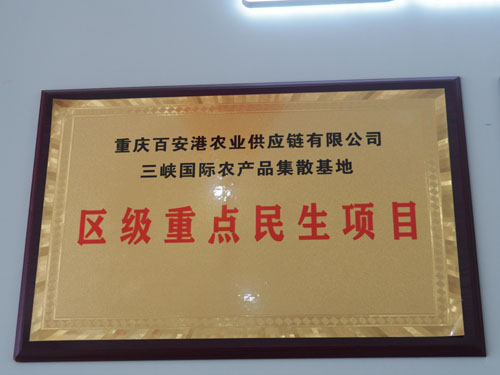 重庆百安港农业供应链有限公司
三峡国际农产品集散基地
区级重点民生项目